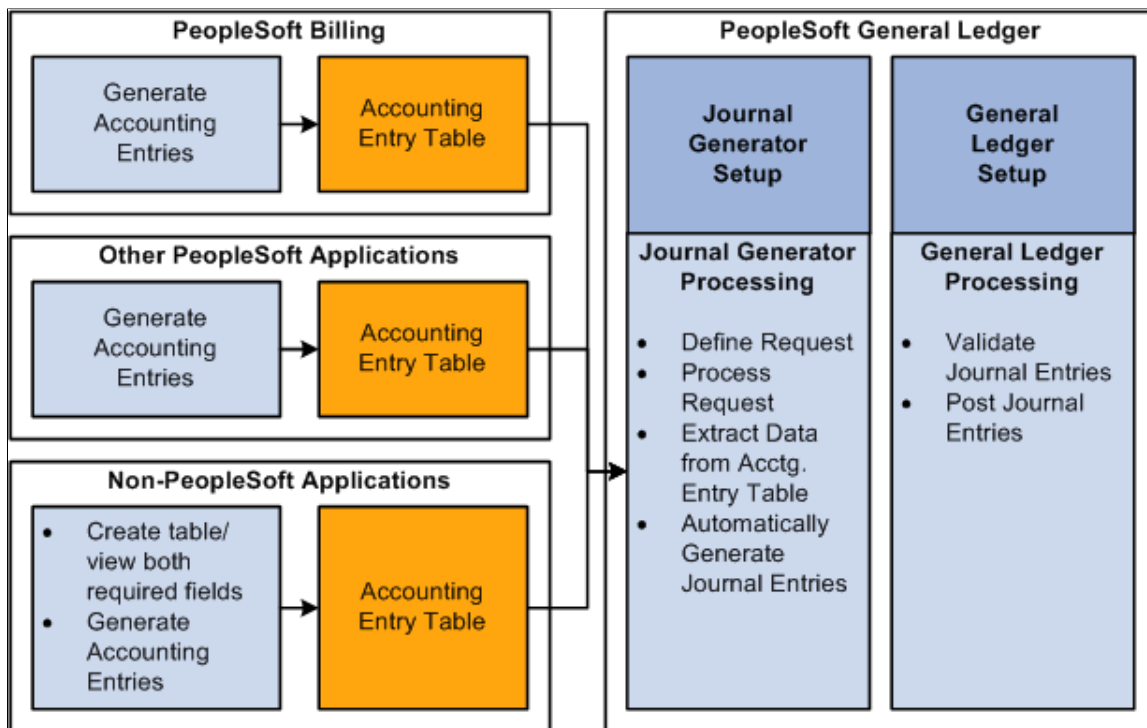 PeopleSoft Billing
Generate
Accounting
Entries
Accounting
Entry Table
Other PeopleSoft Applications
Generate
Accounting
Entries
Accounting
Entry Table
Non-PeopleSoft Applications
• Create table/
view both
required fields
• Generate
Accounting
Entries
Accounting
Entry Table
PeopleSoft General Ledger
Journal
Generator
Setup
Journal Generator
Processing
• Define Request
• Process
Request
• Extract Data
from Acctg.
Entry Table
• Automatically
Generate
Journal Entries
General
Ledger
Setup
General Ledger
Processing
• Validate
Journal Entries
• Post Journal
Entries